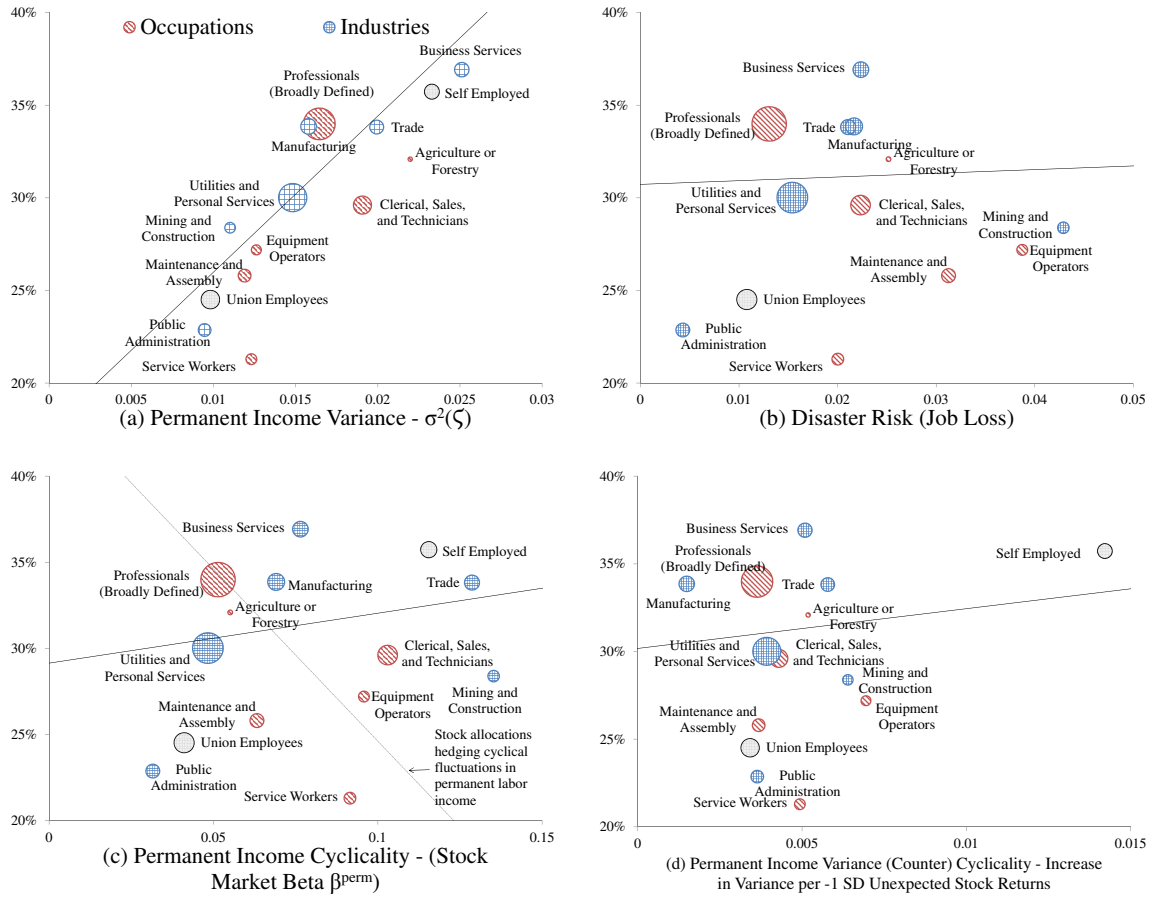 40%
35%
30%
25%
20%
Occupations
Industries
Business Services
Professionals
(Broadly Defined)
Self Employed
Trade
Manufacturing
Agriculture or
Forestry
Utilities and
Personal Services
Clerical, Sales,
and Technicians
Mining and
Construction
Equipment
Operators
Maintenance and
Assembly
Union Employees
Public
Administration
Service Workers
0
0.005
0.01
0.015
0.02
0.025
0.03
(a) Permanent Income Variance - σ²(ζ)
40%
35%
30%
25%
20%
Business Services
Professionals
(Broadly Defined)
Trade
Manufacturing
Agriculture or
Forestry
Utilities and
Personal Services
Clerical, Sales,
and Technicians
Mining and
Construction
Equipment
Operators
Maintenance and
Assembly
Union Employees
Public
Administration
Service Workers
0
0.01
0.02
0.03
0.04
0.05
(b) Disaster Risk (Job Loss)
40%
35%
30%
25%
20%
Business Services
Self Employed
Professionals
(Broadly Defined)
Manufacturing
Trade
Agriculture or
Forestry
Utilities and
Personal Services
Clerical, Sales,
and Technicians
Mining and
Construction
Equipment
Operators
Maintenance and
Assembly
Union Employees
Stock allocations
hedging cyclical
fluctuations in
permanent labor
income
Public
Administration
Service Workers
0
0.05
0.1
0.15
(c) Permanent Income Cyclicality - (Stock
Market Beta βᵖᵉʳᵐ)
40%
35%
30%
25%
20%
Business Services
Self Employed
Professionals
(Broadly Defined)
Trade
Manufacturing
Agriculture or
Forestry
Utilities and
Personal Services
Clerical, Sales,
and Technicians
Mining and
Construction
Equipment
Operators
Maintenance and
Assembly
Union Employees
Public
Administration
Service Workers
0
0.005
0.01
0.015
(d) Permanent Income Variance (Counter) Cyclicality - Increase
in Variance per -1 SD Unexpected Stock Returns